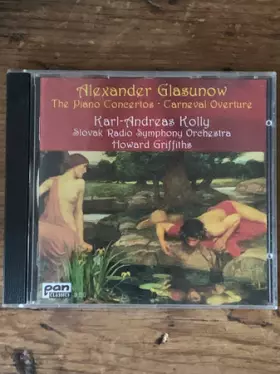 Alexander Glasunow
The Piano Concertos - Carneval Overture
Karl-Andreas Kolly
Slovak Radio Symphony Orchestra
Howard Griffiths
pan
CLASSICS